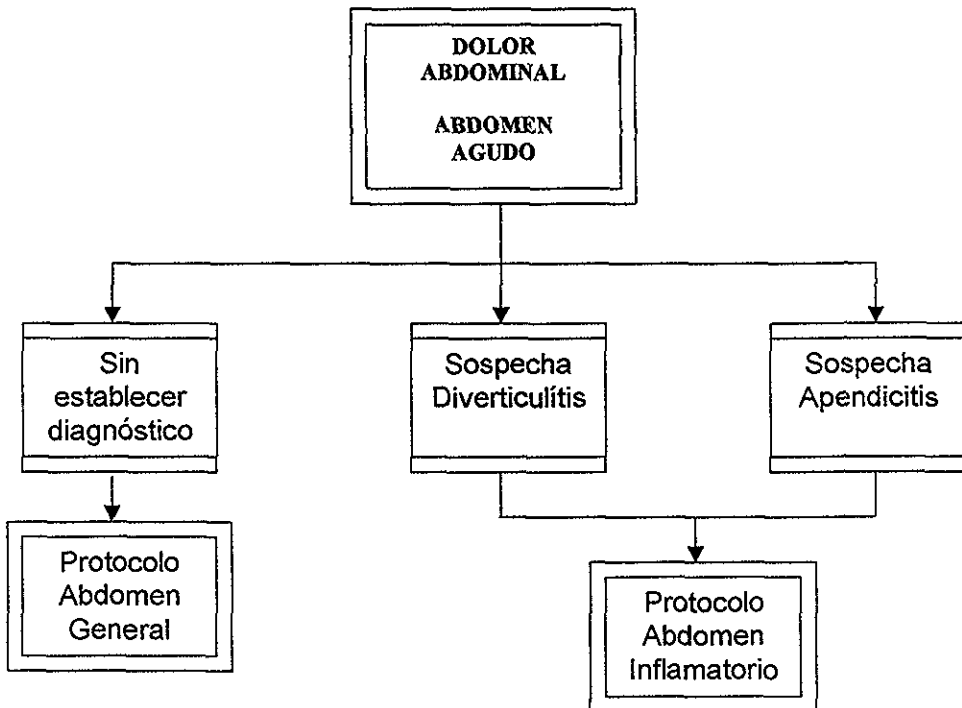 DOLOR
ABDOMINAL
ABDOMEN
AGUDO
Sin
establecer
diagnóstico
Sospecha
Diverticulítis
Sospecha
Apendicitis
Protocolo
Abdomen
General
Protocolo
Abdomen
Inflamatorio